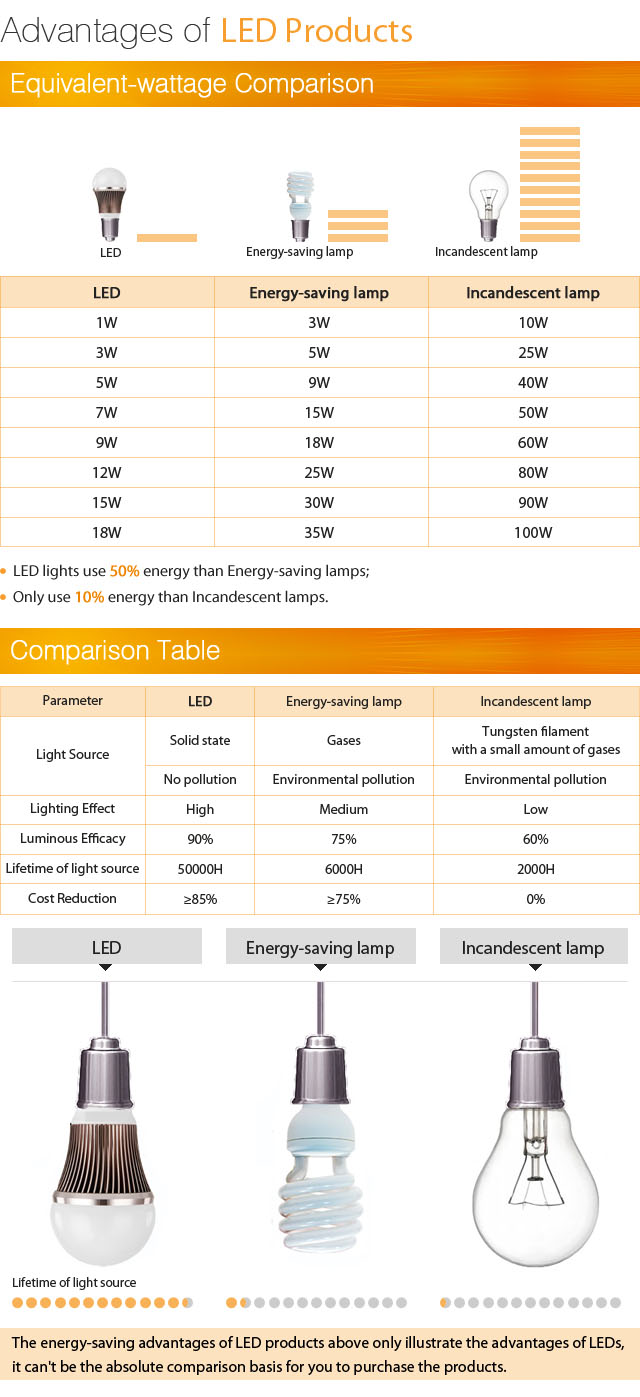 Advantages of LED Products
Equivalent-wattage Comparison
LED
Energy-saving lamp
Incandescent lamp
LED Energy-saving lamp Incandescent lamp
1W 3W 10W
3W 5W 25W
5W 9W 40W
7W 15W 50W
9W 18W 60W
12W 25W 80W
15W 30W 90W
18W 35W 100W
LED lights use 50% energy than Energy-saving lamps;
Only use 10% energy than Incandescent lamps.
Comparison Table
Parameter LED Energy-saving lamp Incandescent lamp
Light Source
Solid state Gases Tungsten filament
with a small amount of gases
No pollution Environmental pollution Environmental pollution
Lighting Effect High Medium Low
Luminous Efficacy 90% 75% 60%
Lifetime of light source 50000H 6000H 2000H
Cost Reduction ≥85% ≥75% 0%
LED Energy-saving lamp Incandescent lamp
Lifetime of light source
The energy-saving advantages of LED products above only illustrate the advantages of LEDs,
it can't be the absolute comparison basis for you to purchase the products.